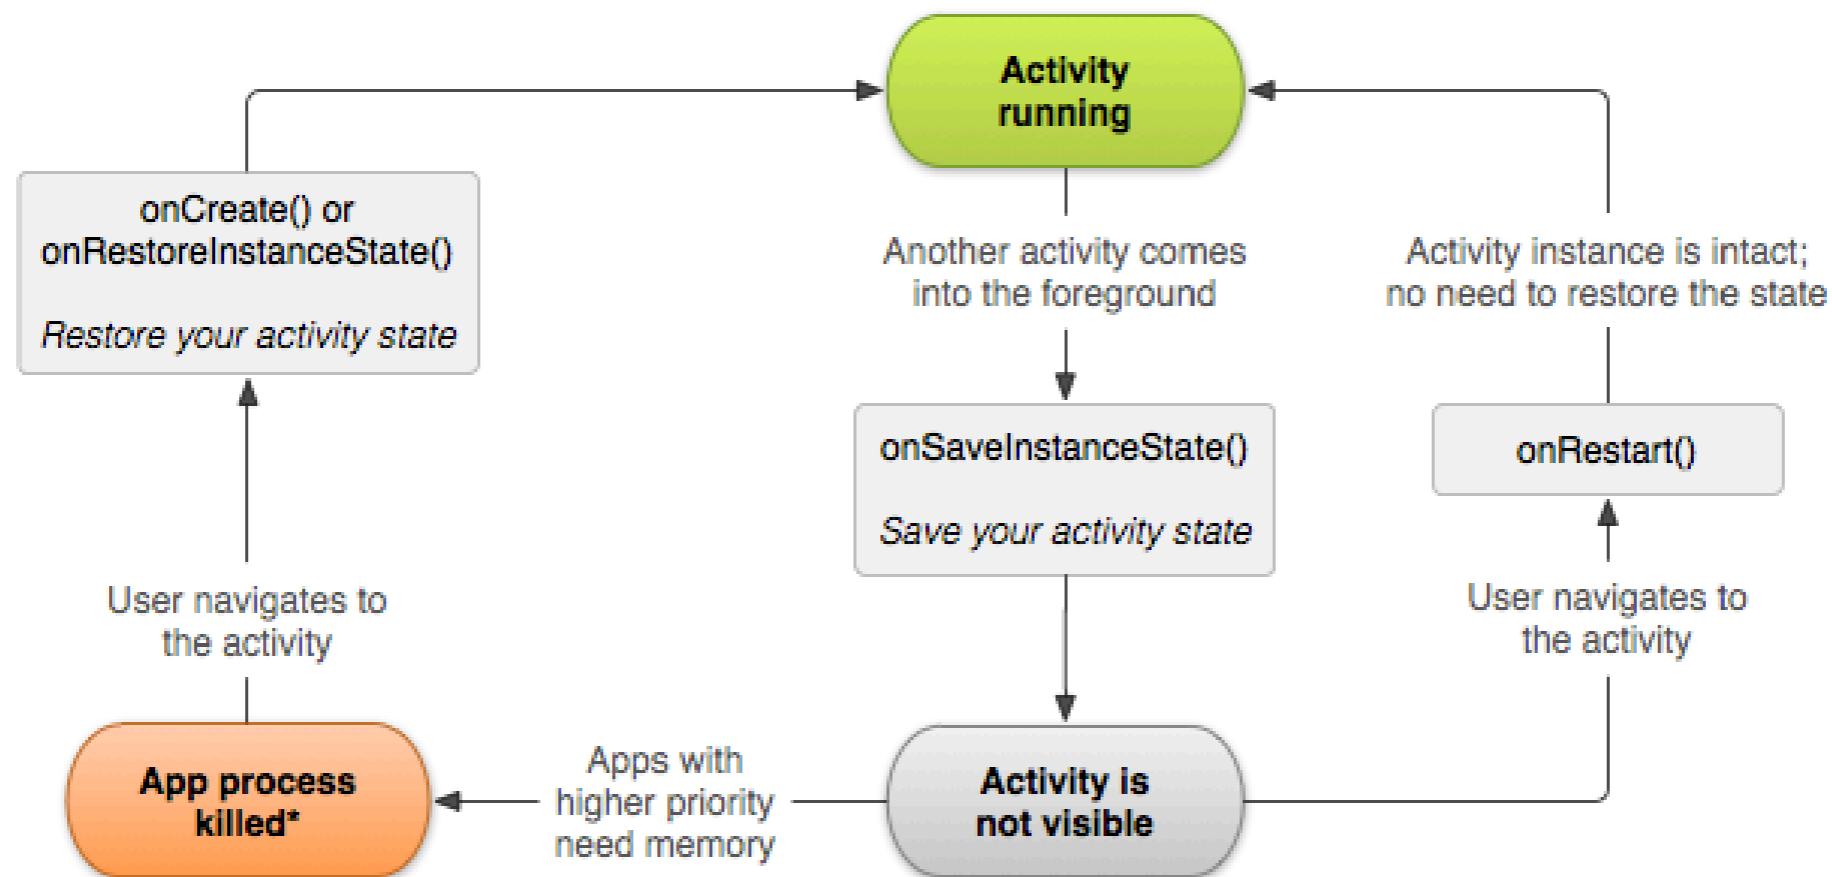 Activity
running
onCreate() or
onRestoreInstanceState()
Restore your activity state
Another activity comes
into the foreground
Activity instance is intact;
no need to restore the state
onSaveInstanceState()
Save your activity state
onRestart()
User navigates to
the activity
User navigates to
the activity
App process
killed*
Apps with
higher priority
need memory
Activity is
not visible